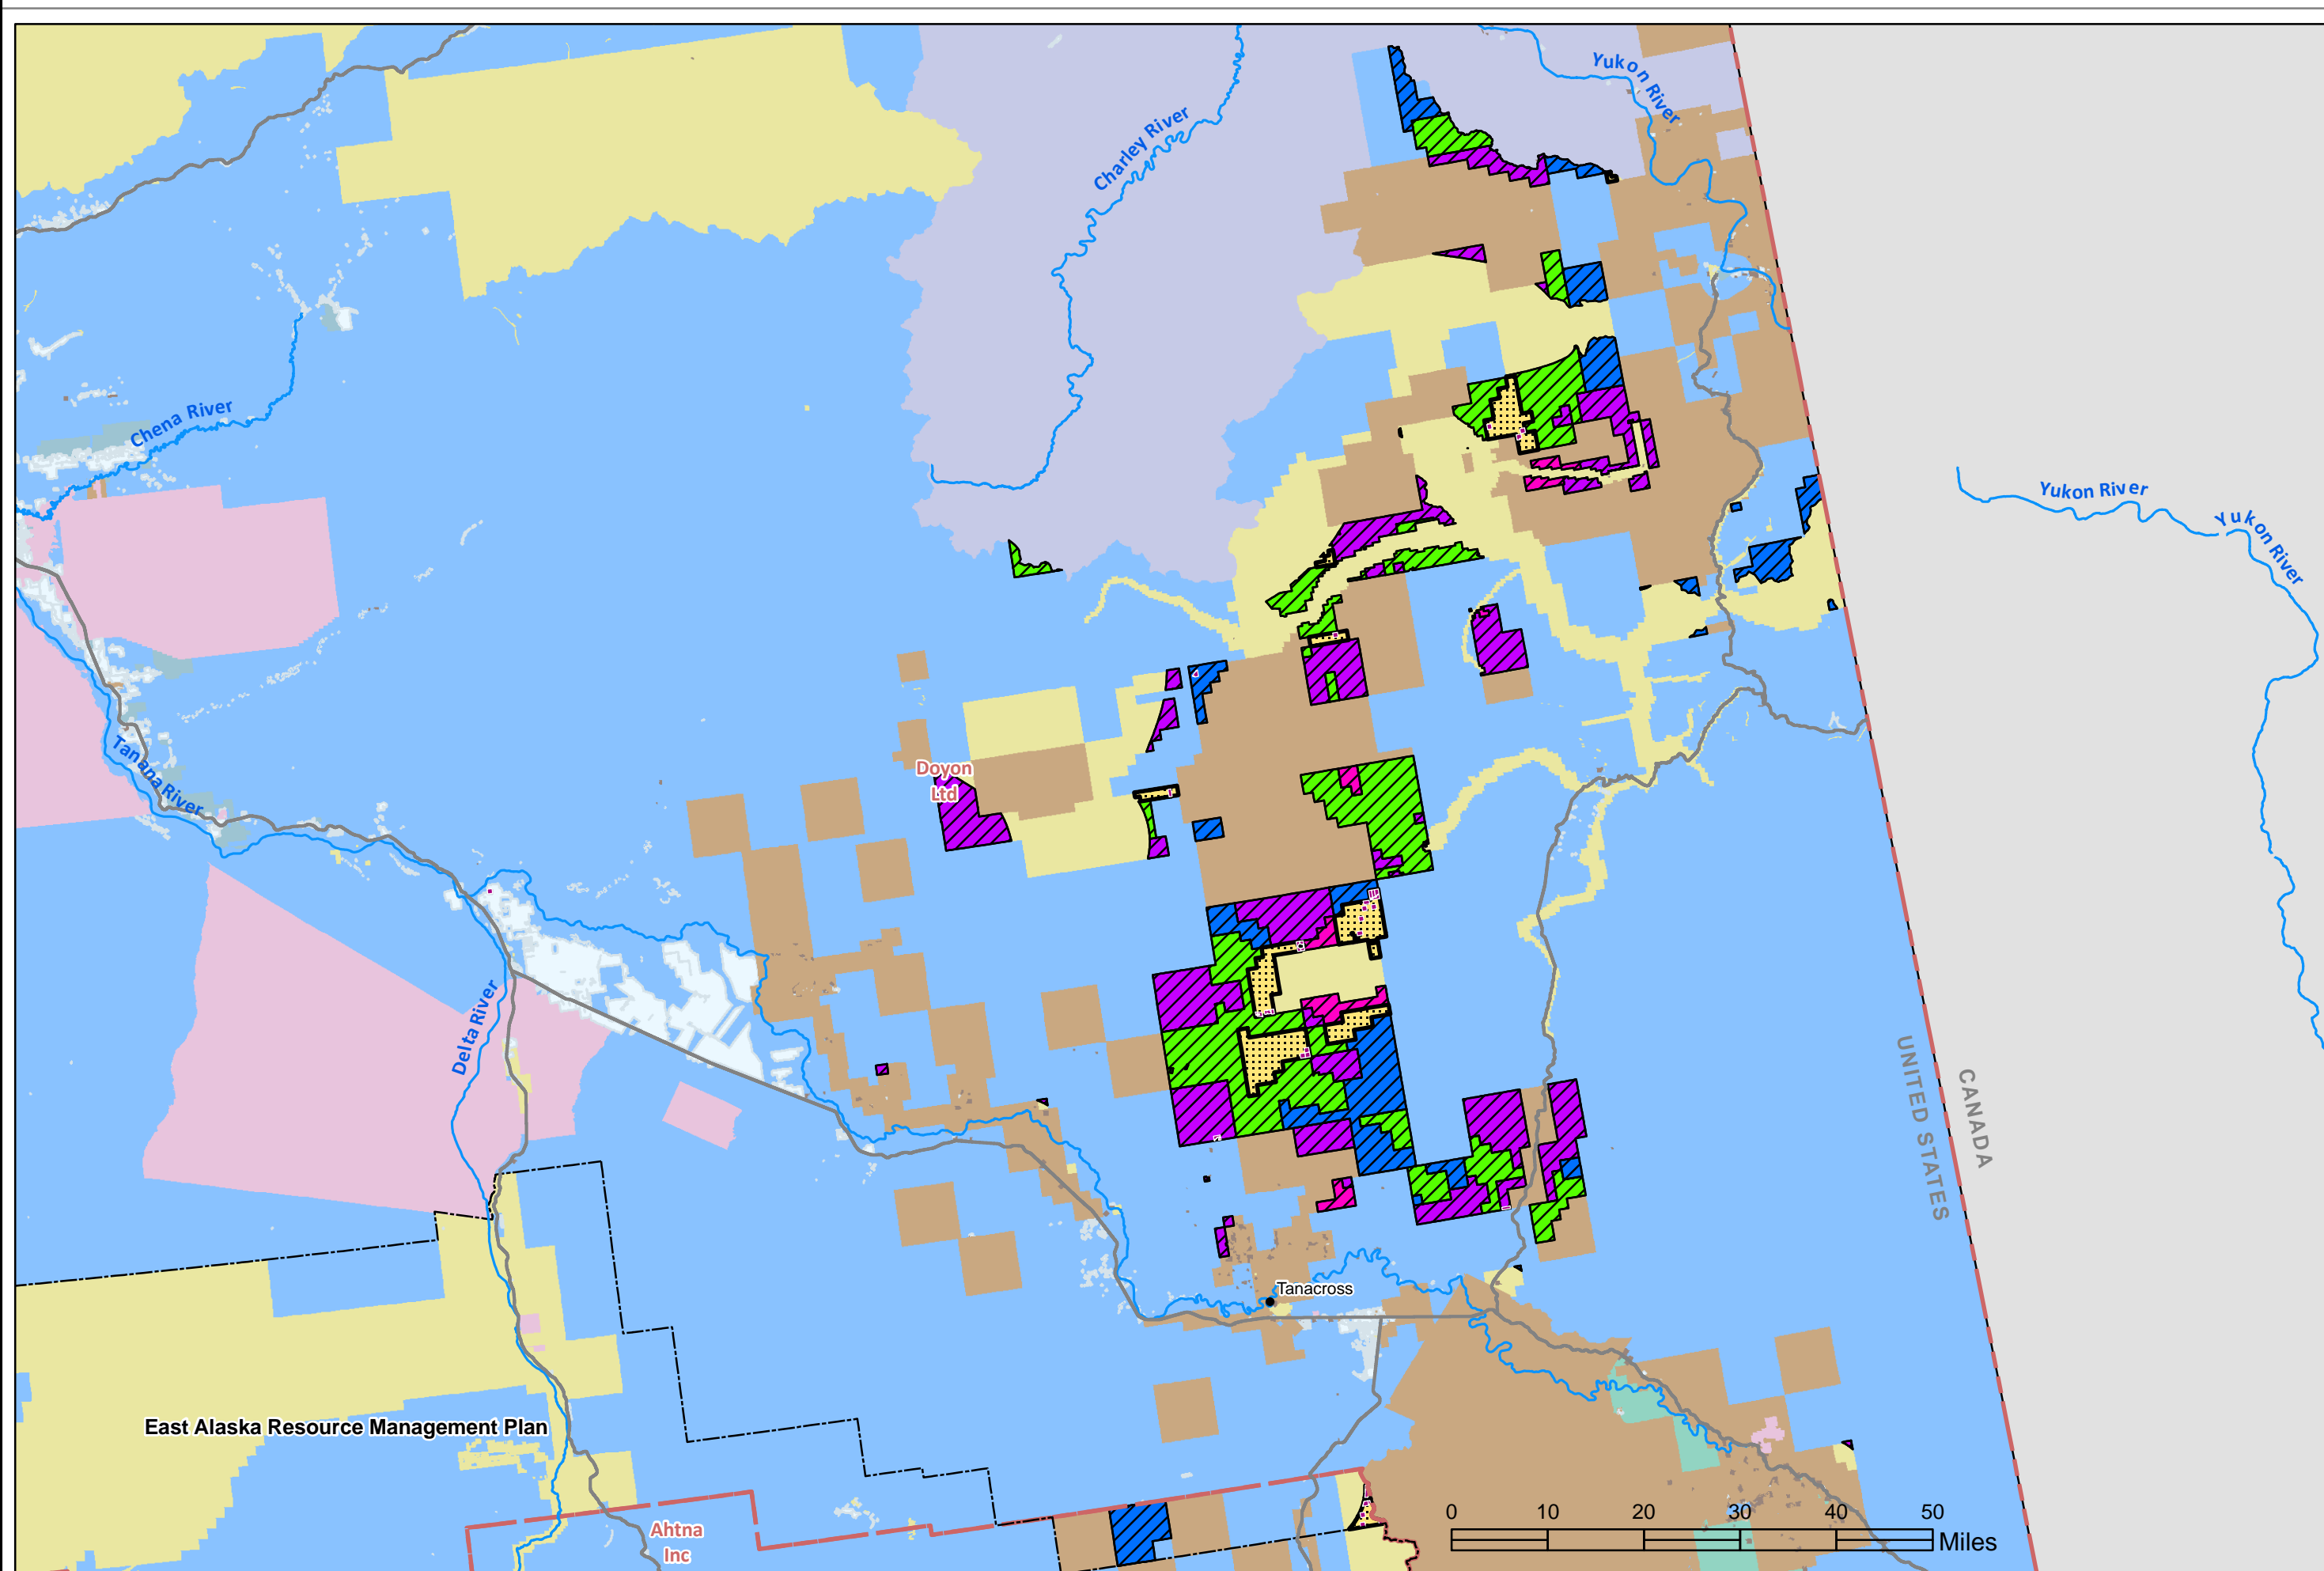 Yukon River
Charley River
Chena River
Yukon River
Yukon River
Tanana River
Doyon
Ltd
Delta River
UNITED STATES
CANADA
Tanacross
East Alaska Resource Management Plan
Ahtna
Inc
0 10 20 30 40 50
Miles